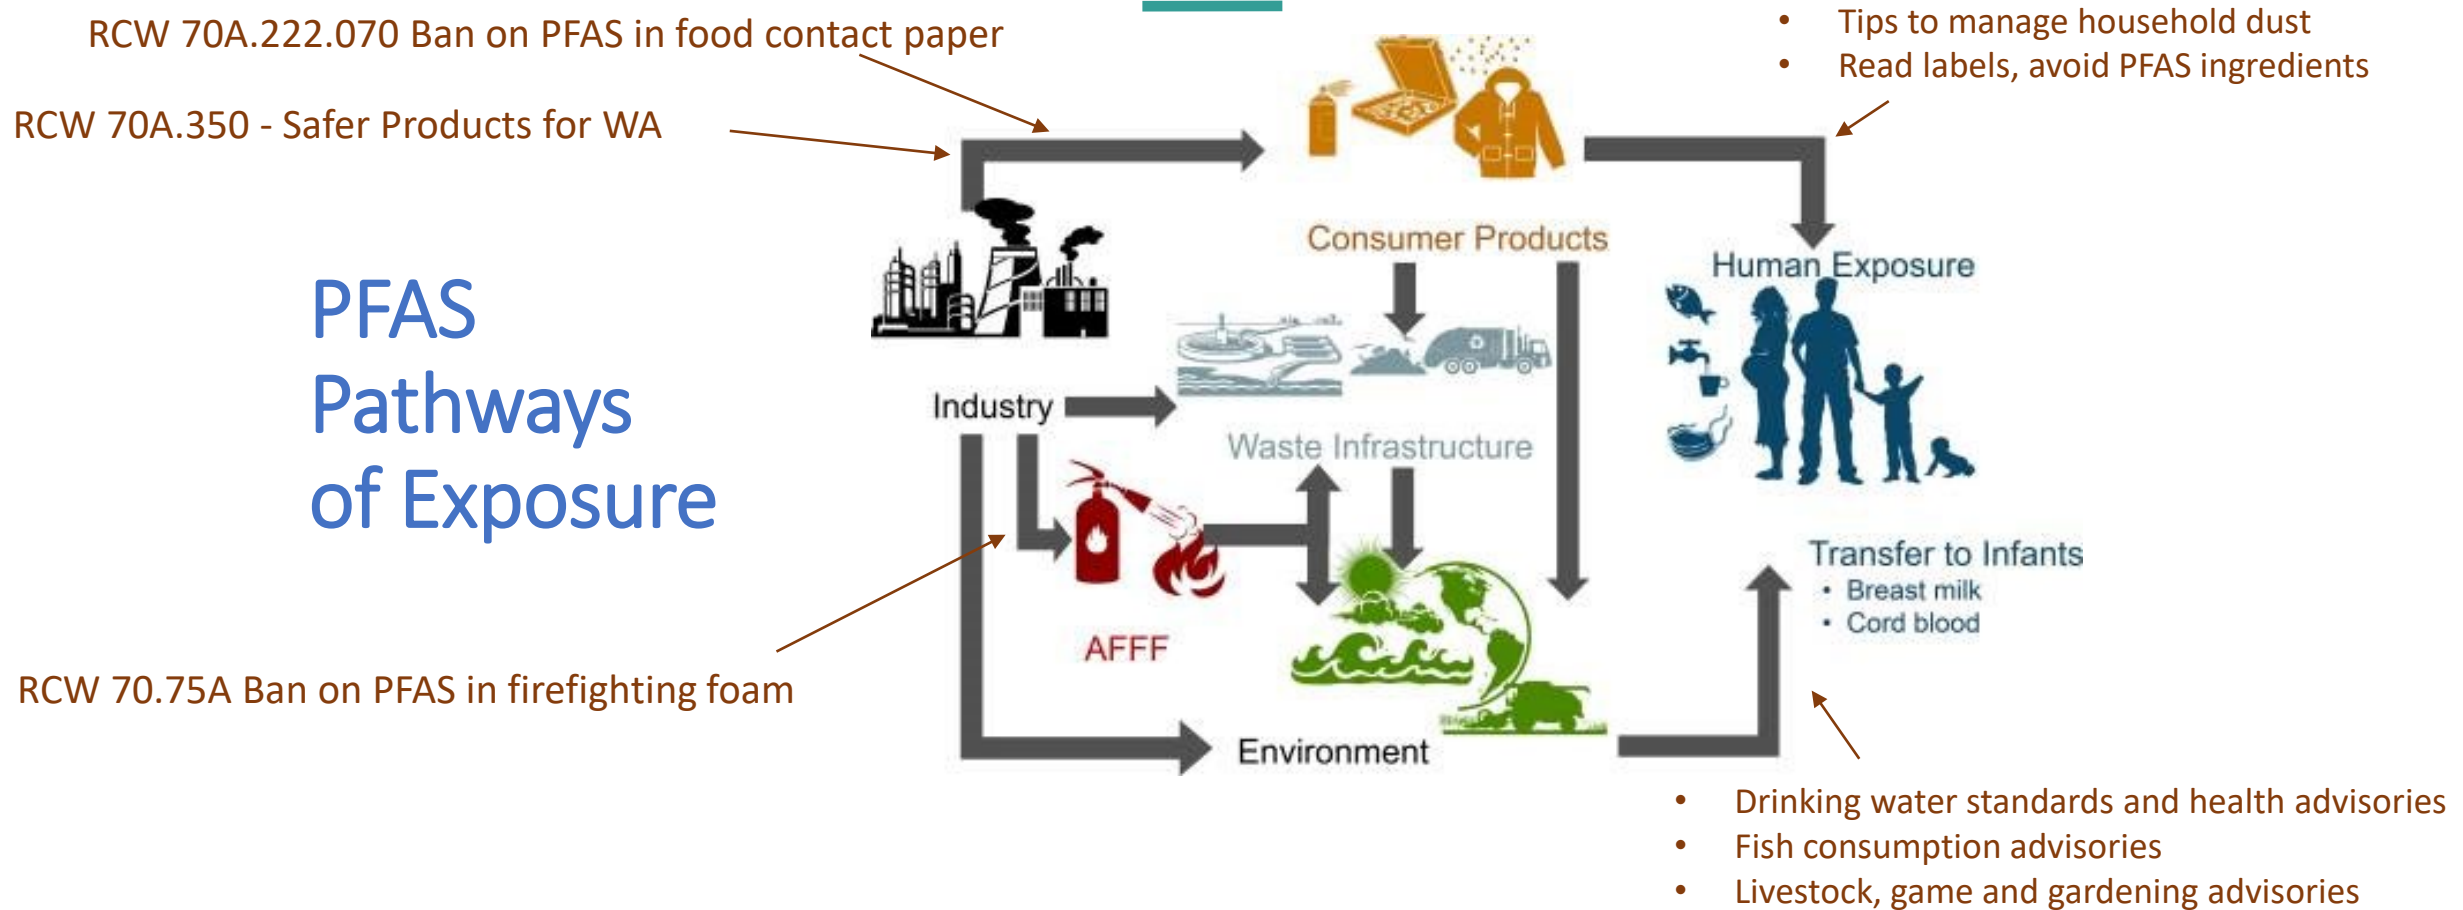 RCW 70A.222.070 Ban on PFAS in food contact paper
• Tips to manage household dust
• Read labels, avoid PFAS ingredients
RCW 70A.350 - Safer Products for WA
PFAS
Pathways
of Exposure
Consumer Products
Human Exposure
Industry
Waste Infrastructure
AFFF
Transfer to Infants
• Breast milk
• Cord blood
RCW 70.75A Ban on PFAS in firefighting foam
Environment
• Drinking water standards and health advisories
• Fish consumption advisories
• Livestock, game and gardening advisories